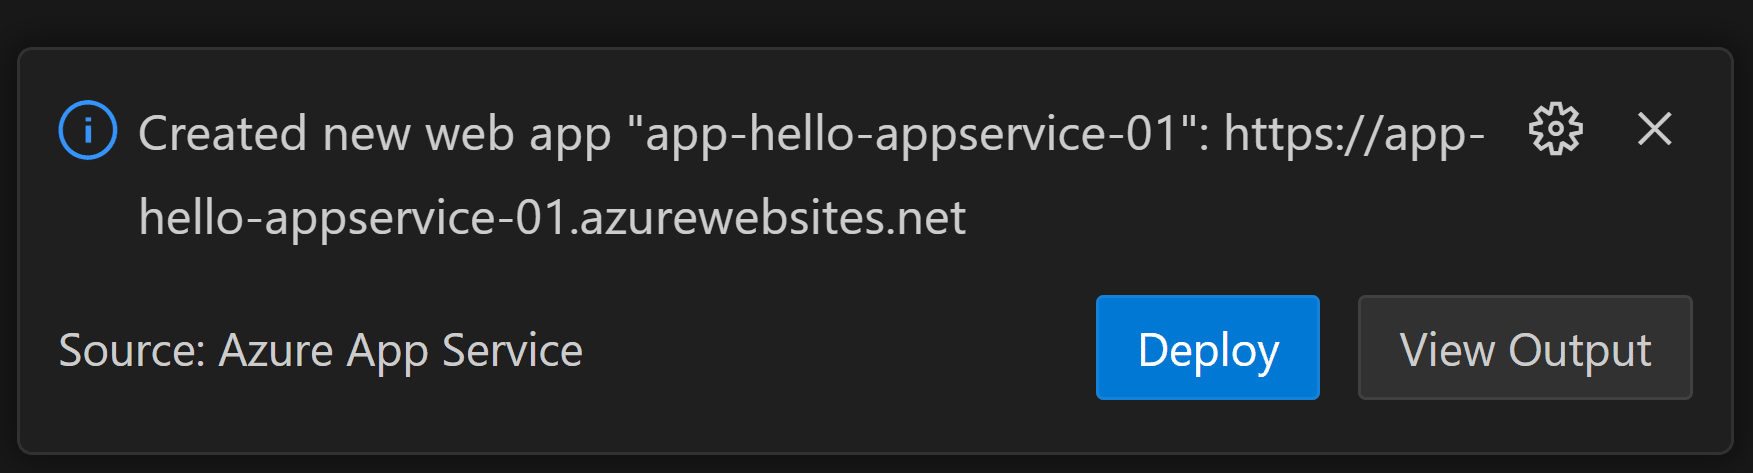 Created new web app "app-hello-appservice-01": https://app-
hello-appservice-01.azurewebsites.net
Source: Azure App Service
Deploy
View Output